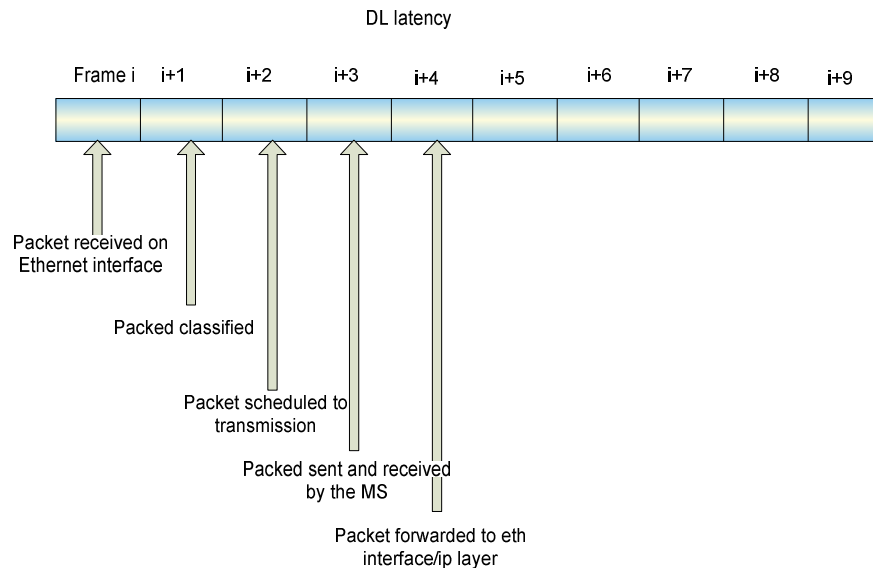 DL latency
Frame i i+1 i+2 i+3 i+4 i+5 i+6 i+7 i+8 i+9
Packet received on
Ethernet interface
Packed classified
Packet scheduled to
transmission
Packed sent and received
by the MS
Packet forwarded to eth
interface/ip layer